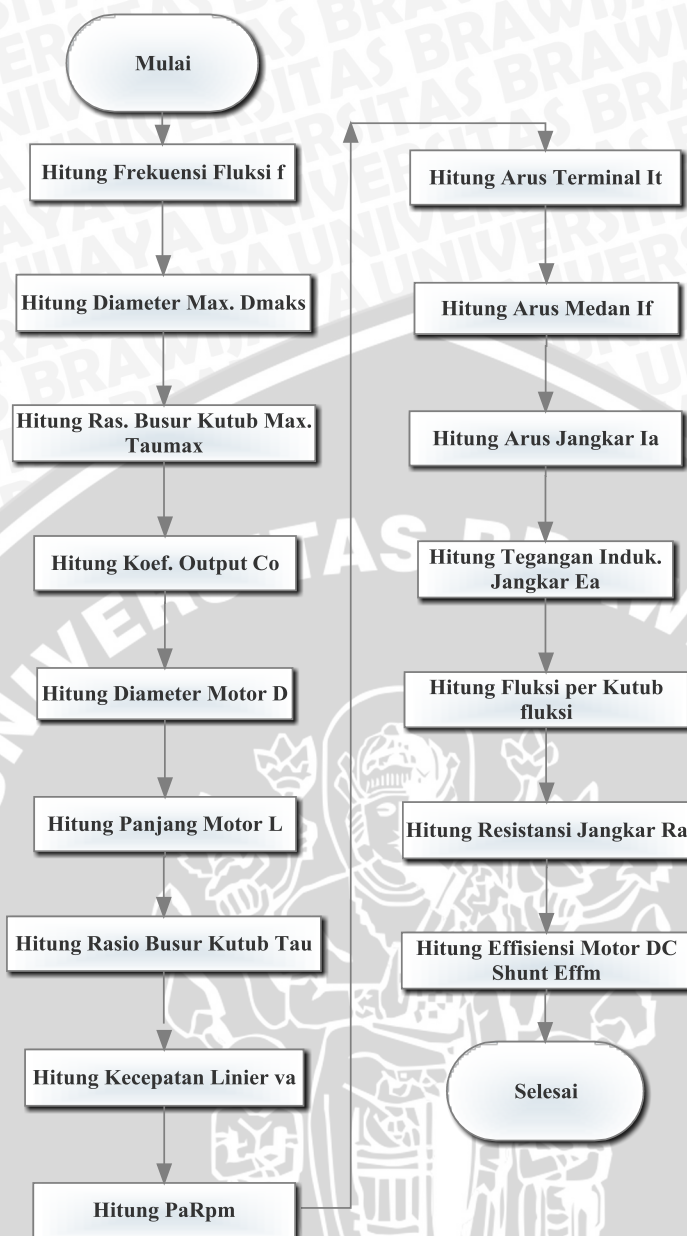 Mulai
Hitung Frekuensi Fluksi f
Hitung Diameter Max. Dmaks
Hitung Ras. Busur Kutub Max.
Taumax
Hitung Koef. Output Co
Hitung Diameter Motor D
Hitung Panjang Motor L
Hitung Rasio Busur Kutub Tau
Hitung Kecepatan Linier va
Hitung PaRpm
Hitung Arus Terminal It
Hitung Arus Medan If
Hitung Arus Jangkar Ia
Hitung Tegangan Induk.
Jangkar Ea
Hitung Fluksi per Kutub
fluksi
Hitung Resistansi Jangkar Ra
Hitung Effisiensi Motor DC
Shunt Effm
Selesai